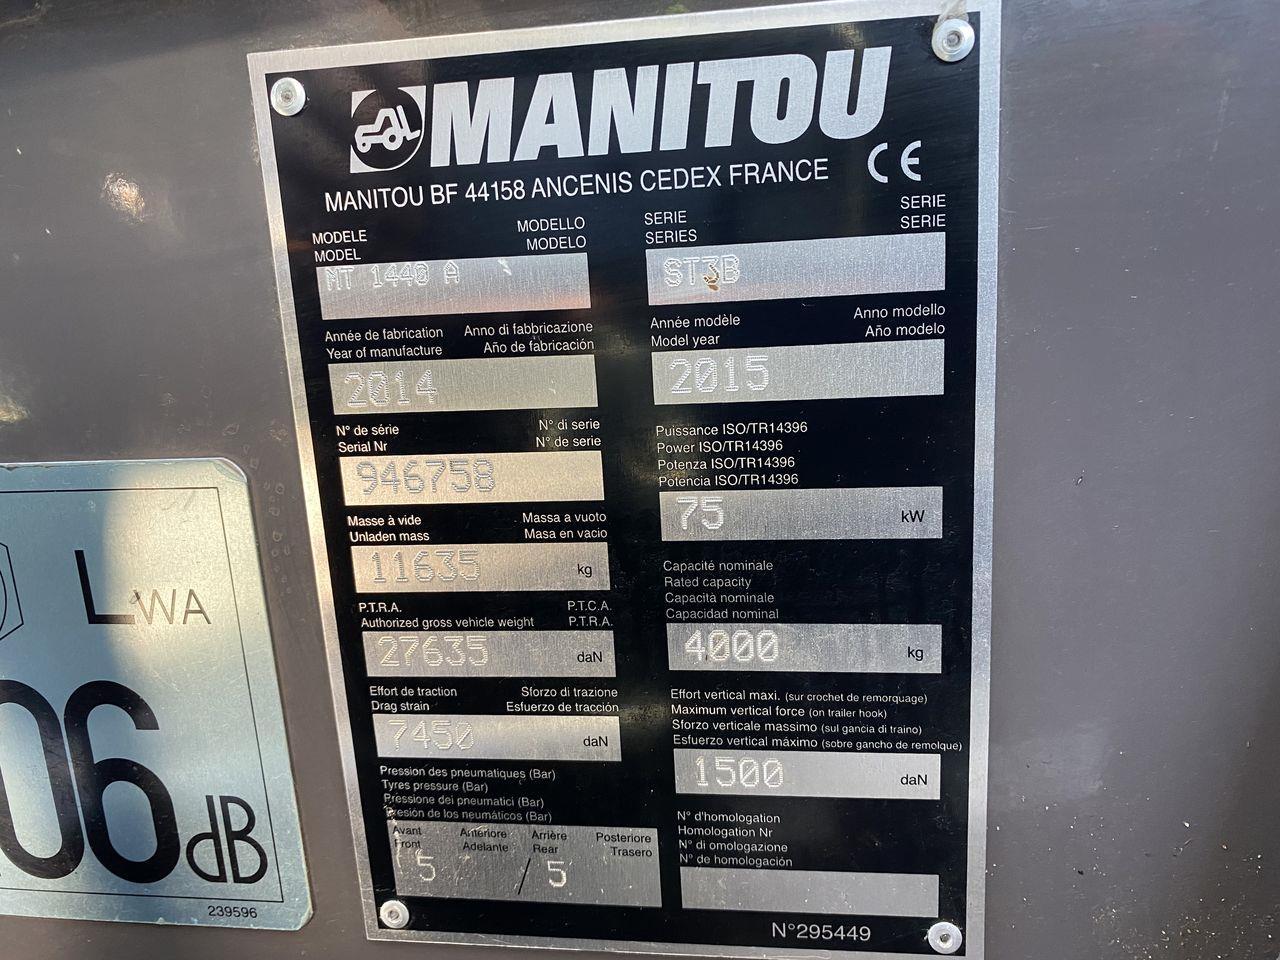 MANITOU
MANITOU BF 44158 ANCENIS CEDEX FRANCE CE
MODELE MODELLO
MODEL MODELO
MT 1440 A
SERIE SERIE
SERIES SERIE
ST3B
Année de fabrication Anno di fabbricazione
Year of manufacture Año de fabricación
2014
Année modèle Anno modello
Model year Año modelo
2015
N° de série N° di serie
Serial Nr N° de serie
946758
Puissance ISO/TR14396
Power ISO/TR14396
Potenza ISO/TR14396
Potencia ISO/TR14396
75 kW
Masse à vide Massa a vuoto
Unladen mass Masa en vacio
11635 kg
Capacité nominale
Rated capacity
Capacità nominale
Capacidad nominal
4000 kg
P.T.R.A. P.T.C.A.
Authorized gross vehicle weight P.T.R.A.
27635 daN
Effort de traction Sforzo di trazione
Drag strain Esfuerzo de tracción
7450 daN
Effort vertical maxi. (sur crochet de remorquage)
Maximum vertical force (on trailer hook)
Sforzo verticale massimo (sul gancia di traino)
Esfuerzo vertical máximo (sobre gancho de remolque)
1500 daN
Pression des pneumatiques (Bar)
Tyres pressure (Bar)
Pressione dei pneumatici (Bar)
Presión de los neumáticos (Bar)
Avant Anteriore Arrière Posteriore
Front Adelante Rear Trasero
5 / 5
N° d'homologation
Homologation Nr
N° di omologazione
N° de homologación
N°295449
LWA
06 dB
239596